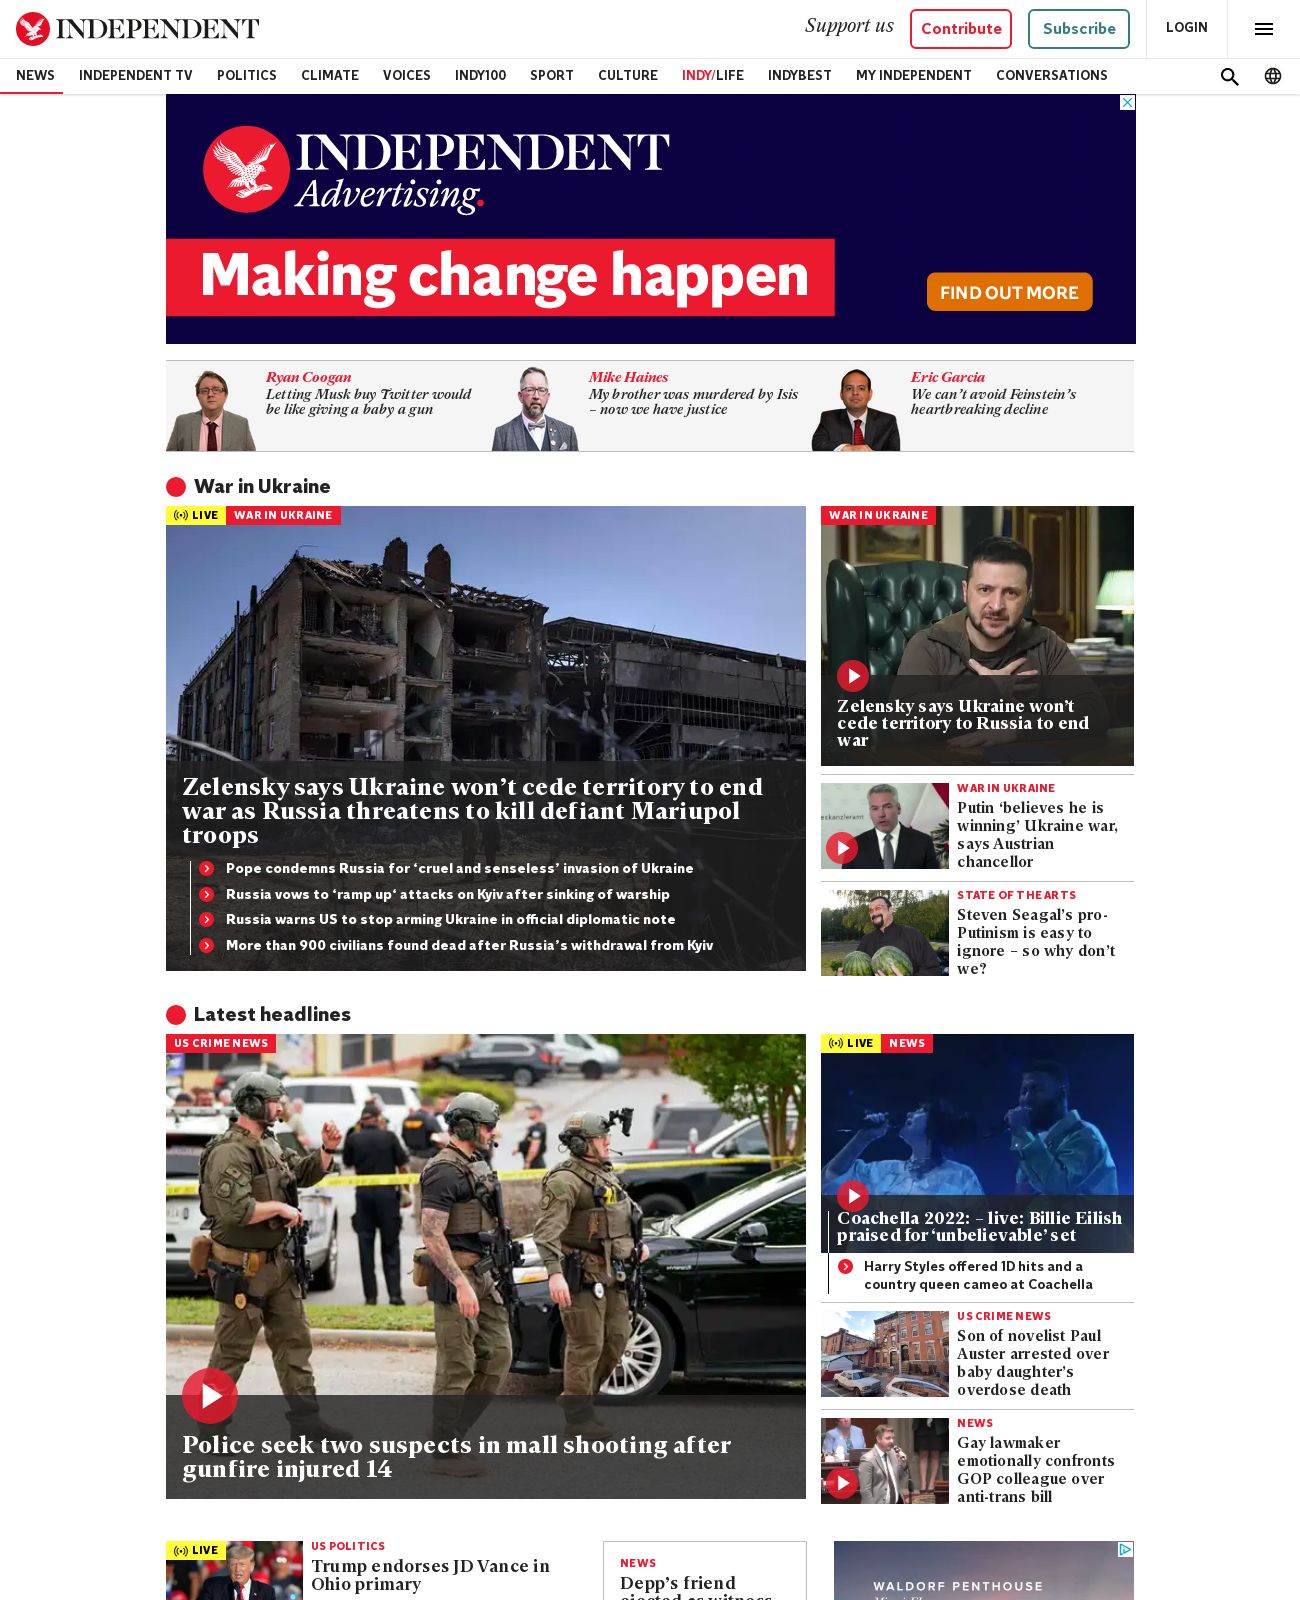 INDEPENDENT
Support us
Contribute
Subscribe
LOGIN
NEWS INDEPENDENT TV POLITICS CLIMATE VOICES INDY100 SPORT CULTURE INDY/LIFE INDYBEST MY INDEPENDENT CONVERSATIONS
INDEPENDENT
Advertising.
Making change happen
FIND OUT MORE
Ryan Coogan
Letting Musk buy Twitter would
be like giving a baby a gun
Mike Haines
My brother was murdered by Isis
– now we have justice
Eric Garcia
We can’t avoid Feinstein’s
heartbreaking decline
War in Ukraine
LIVE WAR IN UKRAINE
Zelensky says Ukraine won’t cede territory to end
war as Russia threatens to kill defiant Mariupol
troops
Pope condemns Russia for ‘cruel and senseless’ invasion of Ukraine
Russia vows to ‘ramp up‘ attacks on Kyiv after sinking of warship
Russia warns US to stop arming Ukraine in official diplomatic note
More than 900 civilians found dead after Russia’s withdrawal from Kyiv
WAR IN UKRAINE
Zelensky says Ukraine won’t
cede territory to Russia to end
war
WAR IN UKRAINE
Putin ‘believes he is
winning’ Ukraine war,
says Austrian
chancellor
STATE OF THE ARTS
Steven Seagal’s pro-
Putinism is easy to
ignore – so why don’t
we?
Latest headlines
US CRIME NEWS
Police seek two suspects in mall shooting after
gunfire injured 14
LIVE NEWS
Coachella 2022: – live: Billie Eilish
praised for ‘unbelievable’ set
Harry Styles offered 1D hits and a
country queen cameo at Coachella
US CRIME NEWS
Son of novelist Paul
Auster arrested over
baby daughter’s
overdose death
NEWS
Gay lawmaker
emotionally confronts
GOP colleague over
anti-trans bill
LIVE
US POLITICS
Trump endorses JD Vance in
Ohio primary
NEWS
Depp’s friend
ejected as witness
WALDORF PENTHOUSE